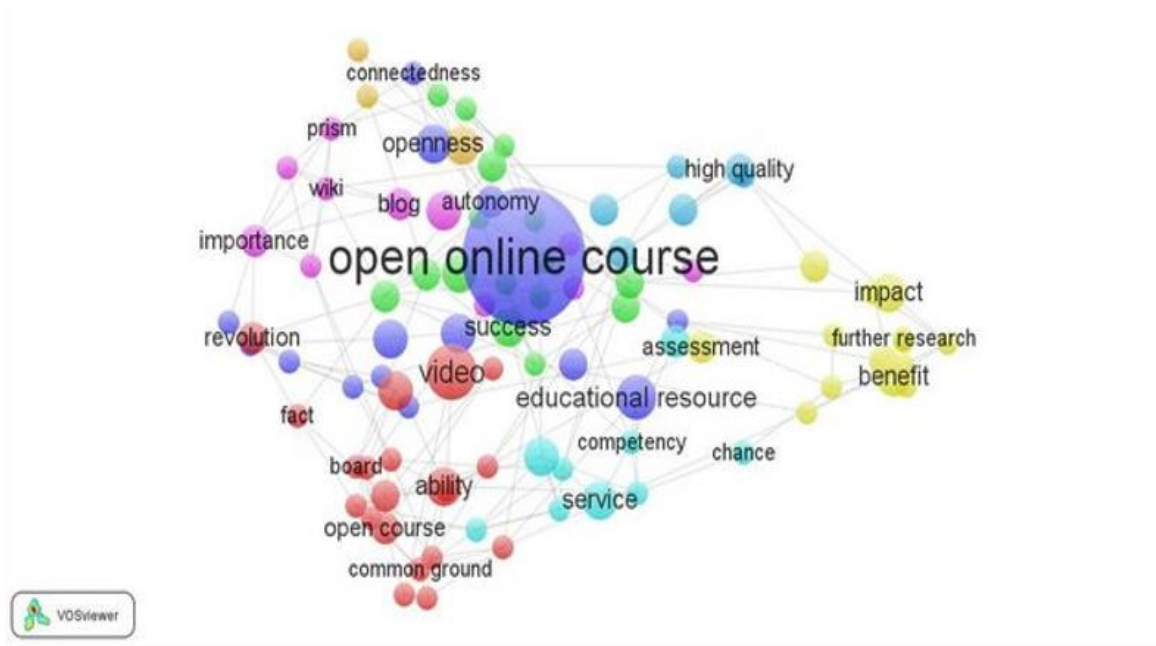 connectedness
prism
openness
high quality
wiki
blog
autonomy
importance
open online course
impact
success
revolution
further research
assessment
video
benefit
educational resource
fact
competency
chance
board
ability
service
open course
common ground
VOSviewer